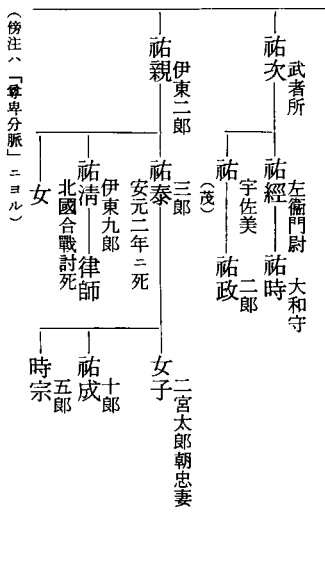 武者所　左衞門尉　大和守
祐次　祐經　祐時
宇佐美　二郎
祐　祐政
（茂）
伊東二郎　三郎　二宮太郎朝忠妻
祐親　祐泰　女子
安元二年ニ死
伊東九郎　十郎
祐淸　律師　祐成
北國合戰討死　五郎
女　時宗
（傍注ハ「尊卑分脈」ニヨル）